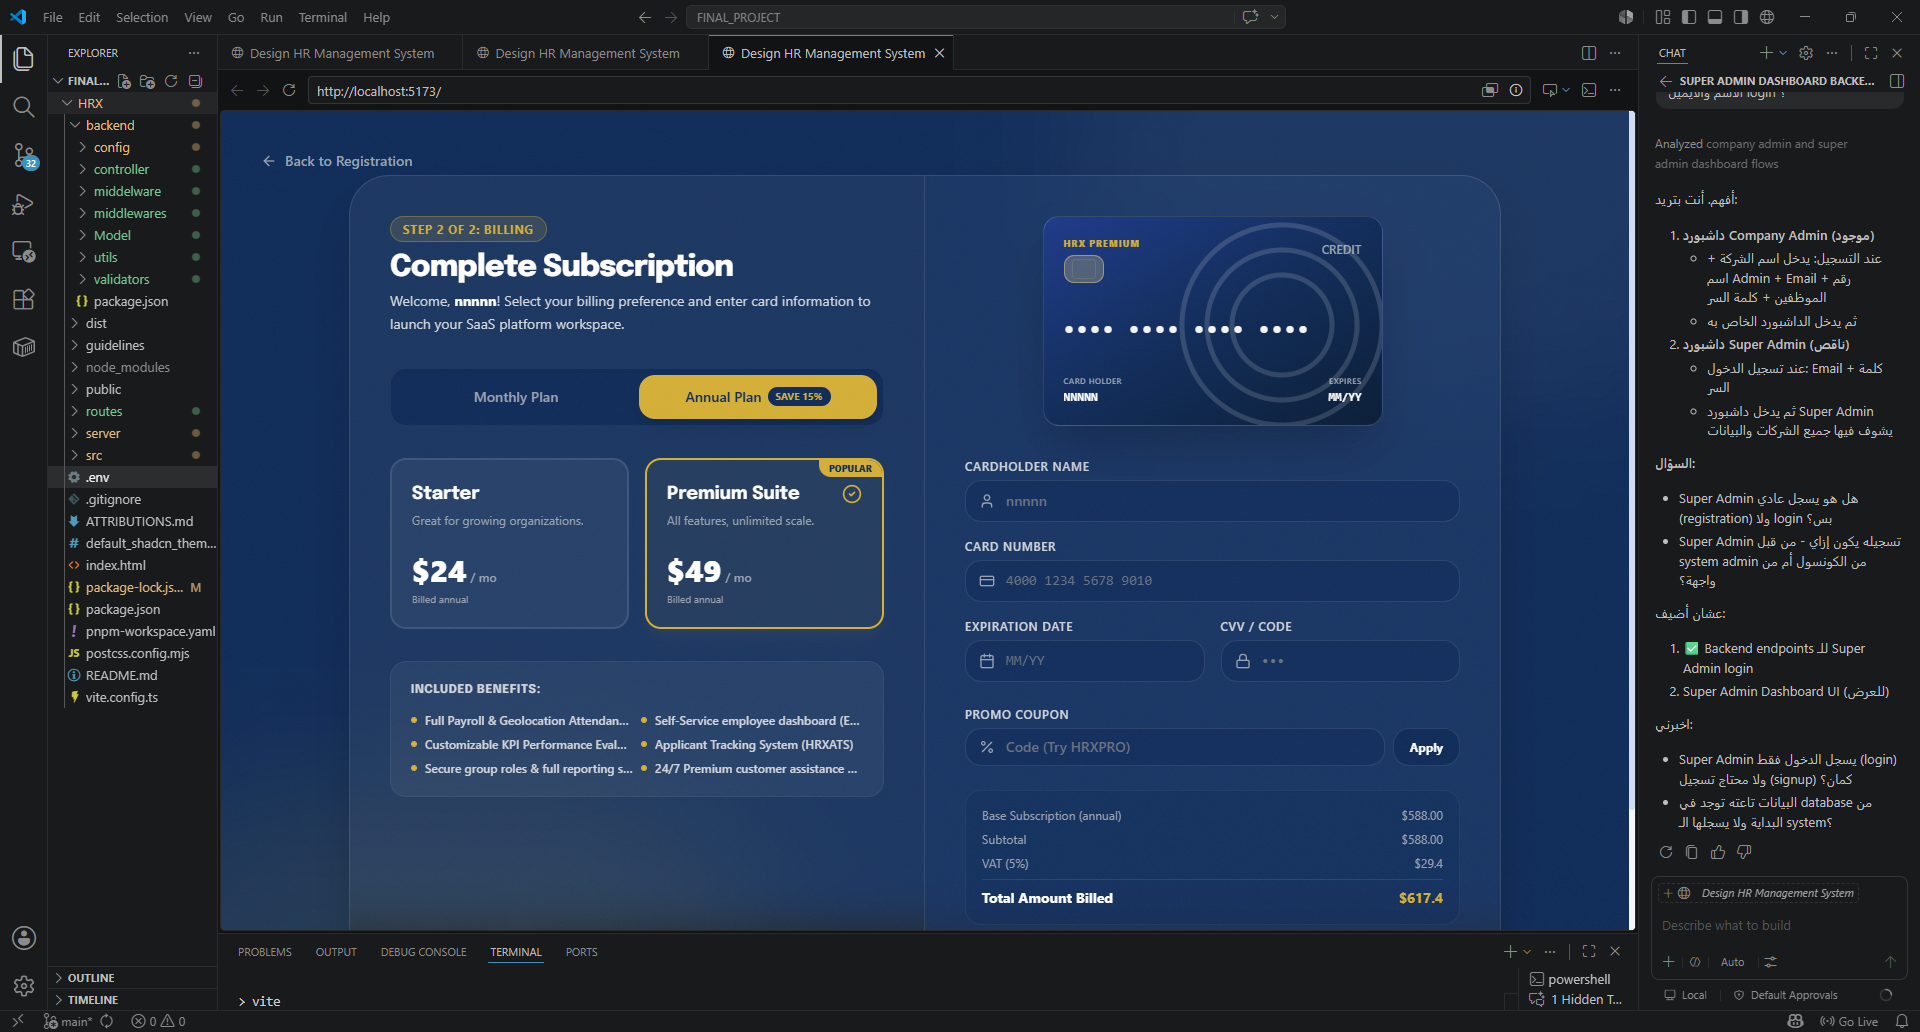 File Edit Selection View Go Run Terminal Help
FINAL_PROJECT
EXPLORER
FINAL...
HRX
backend
config
controller
middelware
middlewares
Model
utils
validators
package.json
dist
guidelines
node_modules
public
routes
server
src
.env
.gitignore
ATTRIBUTIONS.md
default_shadcn_them...
index.html
package-lock.js... M
package.json
pnpm-workspace.yaml
postcss.config.mjs
README.md
vite.config.ts
OUTLINE
TIMELINE
32
Design HR Management System
Design HR Management System
Design HR Management System
http://localhost:5173/
Back to Registration
STEP 2 OF 2: BILLING
Complete Subscription
Welcome, nnnnn! Select your billing preference and enter card information to
launch your SaaS platform workspace.
Monthly Plan
Annual Plan SAVE 15%
Starter
Great for growing organizations.
$24 / mo
Billed annual
POPULAR
Premium Suite
All features, unlimited scale.
$49 / mo
Billed annual
INCLUDED BENEFITS:
Full Payroll & Geolocation Attendan...
Self-Service employee dashboard (E...
Customizable KPI Performance Eval...
Applicant Tracking System (HRXATS)
Secure group roles & full reporting s...
24/7 Premium customer assistance ...
HRX PREMIUM
CREDIT
•••• •••• •••• ••••
CARD HOLDER
NNNNN
EXPIRES
MM/YY
CARDHOLDER NAME
nnnnn
CARD NUMBER
4000 1234 5678 9010
EXPIRATION DATE
MM/YY
CVV / CODE
•••
PROMO COUPON
Code (Try HRXPRO)
Apply
Base Subscription (annual) $588.00
Subtotal $588.00
VAT (5%) $29.4
Total Amount Billed $617.4
PROBLEMS OUTPUT DEBUG CONSOLE TERMINAL PORTS
> vite
powershell
1 Hidden T...
CHAT
SUPER ADMIN DASHBOARD BACKE...
الاسم والايميل login ؟
Analyzed company admin and super
admin dashboard flows
أفهم. أنت بتريد:
1. داشبورد Company Admin (موجود)
عند التسجيل: يدخل اسم الشركة +
اسم Admin + Email + رقم
الموظفين + كلمة السر
ثم يدخل الداشبورد الخاص به
2. داشبورد Super Admin (ناقص)
عند تسجيل الدخول: Email + كلمة
السر
ثم يدخل داشبورد Super Admin
يشوف فيها جميع الشركات والبيانات
السؤال:
Super Admin هل هو يسجل عادي
(registration) ولا login بس؟
Super Admin تسجيله يكون إزاي - من قبل
system admin من الكونسول أم من
واجهة؟
عشان أضيف:
1. ✅ Backend endpoints للـ Super
Admin login
2. Super Admin Dashboard UI (للعرض)
اخبرني:
Super Admin يسجل الدخول فقط (login)
ولا محتاج تسجيل (signup) كمان؟
البيانات تاعته توجد في database من
البداية ولا يسجلها الـ system؟
Design HR Management System
Describe what to build
Auto
Local
Default Approvals
main*
0 0
Go Live